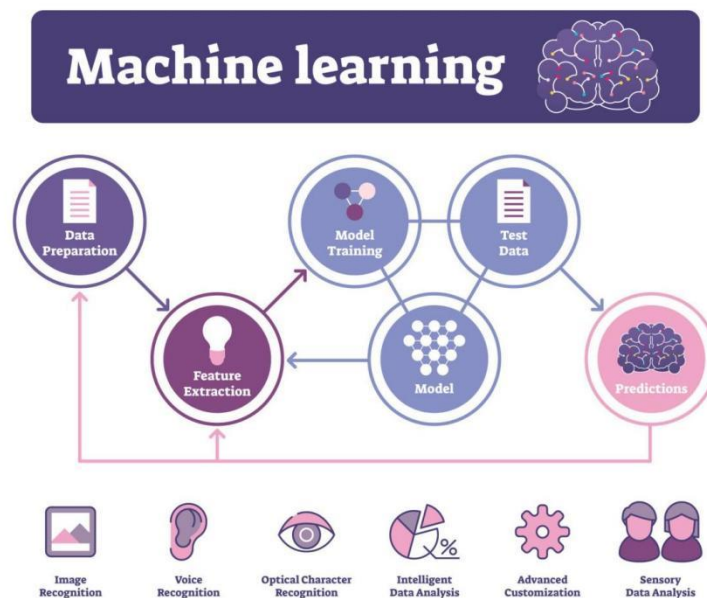 Machine learning
Data
Preparation
Model
Training
Test
Data
Feature
Extraction
Model
Predictions
%
Image
Recognition
Voice
Recognition
Optical Character
Recognition
Intelligent
Data Analysis
Advanced
Customization
Sensory
Data Analysis